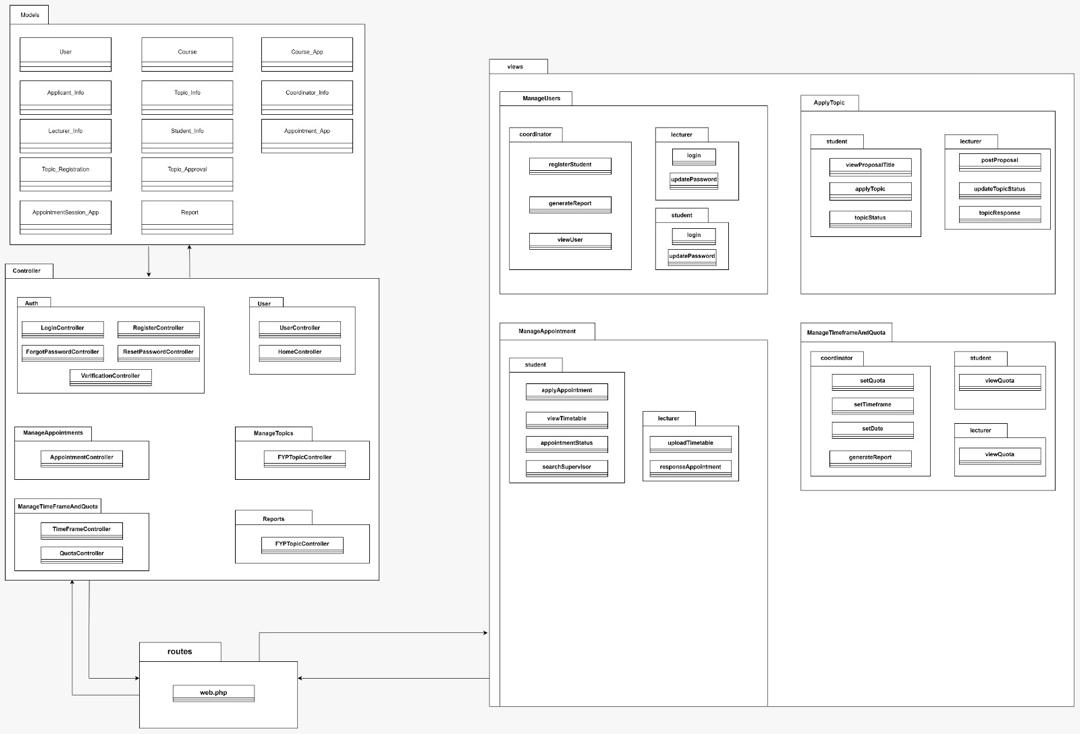 Models
User
Course
Course_App
Applicant_Info
Topic_Info
Coordinator_Info
Lecturer_Info
Student_Info
Appointment_App
Topic_Registration
Topic_Approval
AppointmentSession_App
Report
Controller
Auth
LoginController
RegisterController
ForgotPasswordController
ResetPasswordController
VerificationController
User
UserController
HomeController
ManageAppointments
AppointmentController
ManageTopics
FYPTopicController
ManageTimeFrameAndQuota
TimeFrameController
QuotaController
Reports
FYPTopicController
routes
web.php
views
ManageUsers
coordinator
registerStudent
generateReport
viewUser
lecturer
login
updatePassword
student
login
updatePassword
ApplyTopic
student
viewProposalTitle
applyTopic
topicStatus
lecturer
postProposal
updateTopicStatus
topicResponse
ManageAppointment
student
applyAppointment
viewTimetable
appointmentStatus
searchSupervisor
lecturer
uploadTimetable
responseAppointment
ManageTimeframeAndQuota
coordinator
setQuota
setTimeframe
setDate
generateReport
student
viewQuota
lecturer
viewQuota